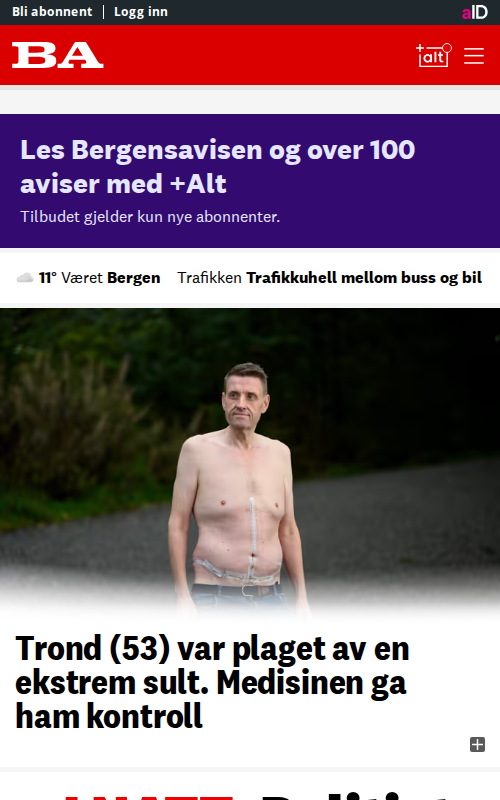 Bli abonnent | Logg inn
aID
BA
+alt
Les Bergensavisen og over 100
aviser med +Alt
Tilbudet gjelder kun nye abonnenter.
11° Været Bergen Trafikken Trafikkuhell mellom buss og bil
Trond (53) var plaget av en
ekstrem sult. Medisinen ga
ham kontroll